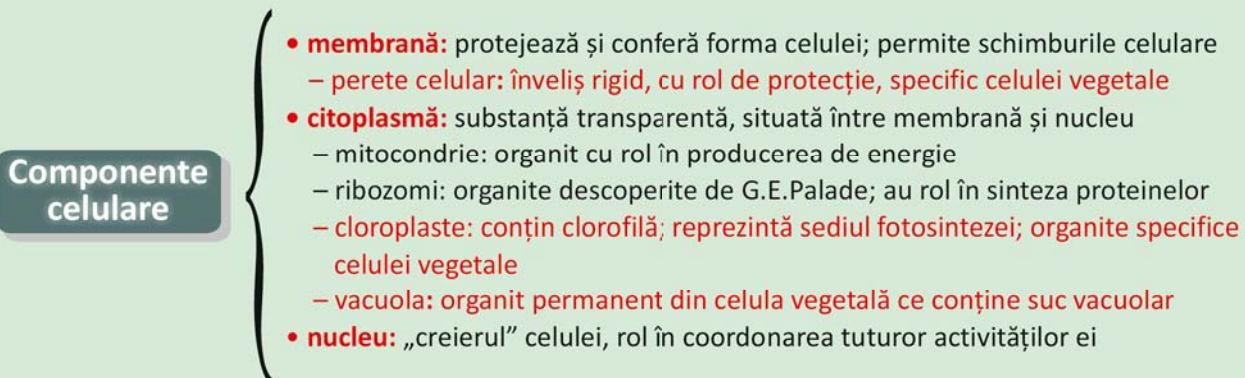 Componente
celulare
• membrană: protejează și conferă forma celulei; permite schimburile celulare
– perete celular: înveliș rigid, cu rol de protecție, specific celulei vegetale
• citoplasmă: substanță transparentă, situată între membrană și nucleu
– mitocondrie: organit cu rol în producerea de energie
– ribozomi: organite descoperite de G.E.Palade; au rol în sinteza proteinelor
– cloroplaste: conțin clorofilă; reprezintă sediul fotosintezei; organite specifice
celulei vegetale
– vacuola: organit permanent din celula vegetală ce conține suc vacuolar
• nucleu: „creierul” celulei, rol în coordonarea tuturor activităților ei